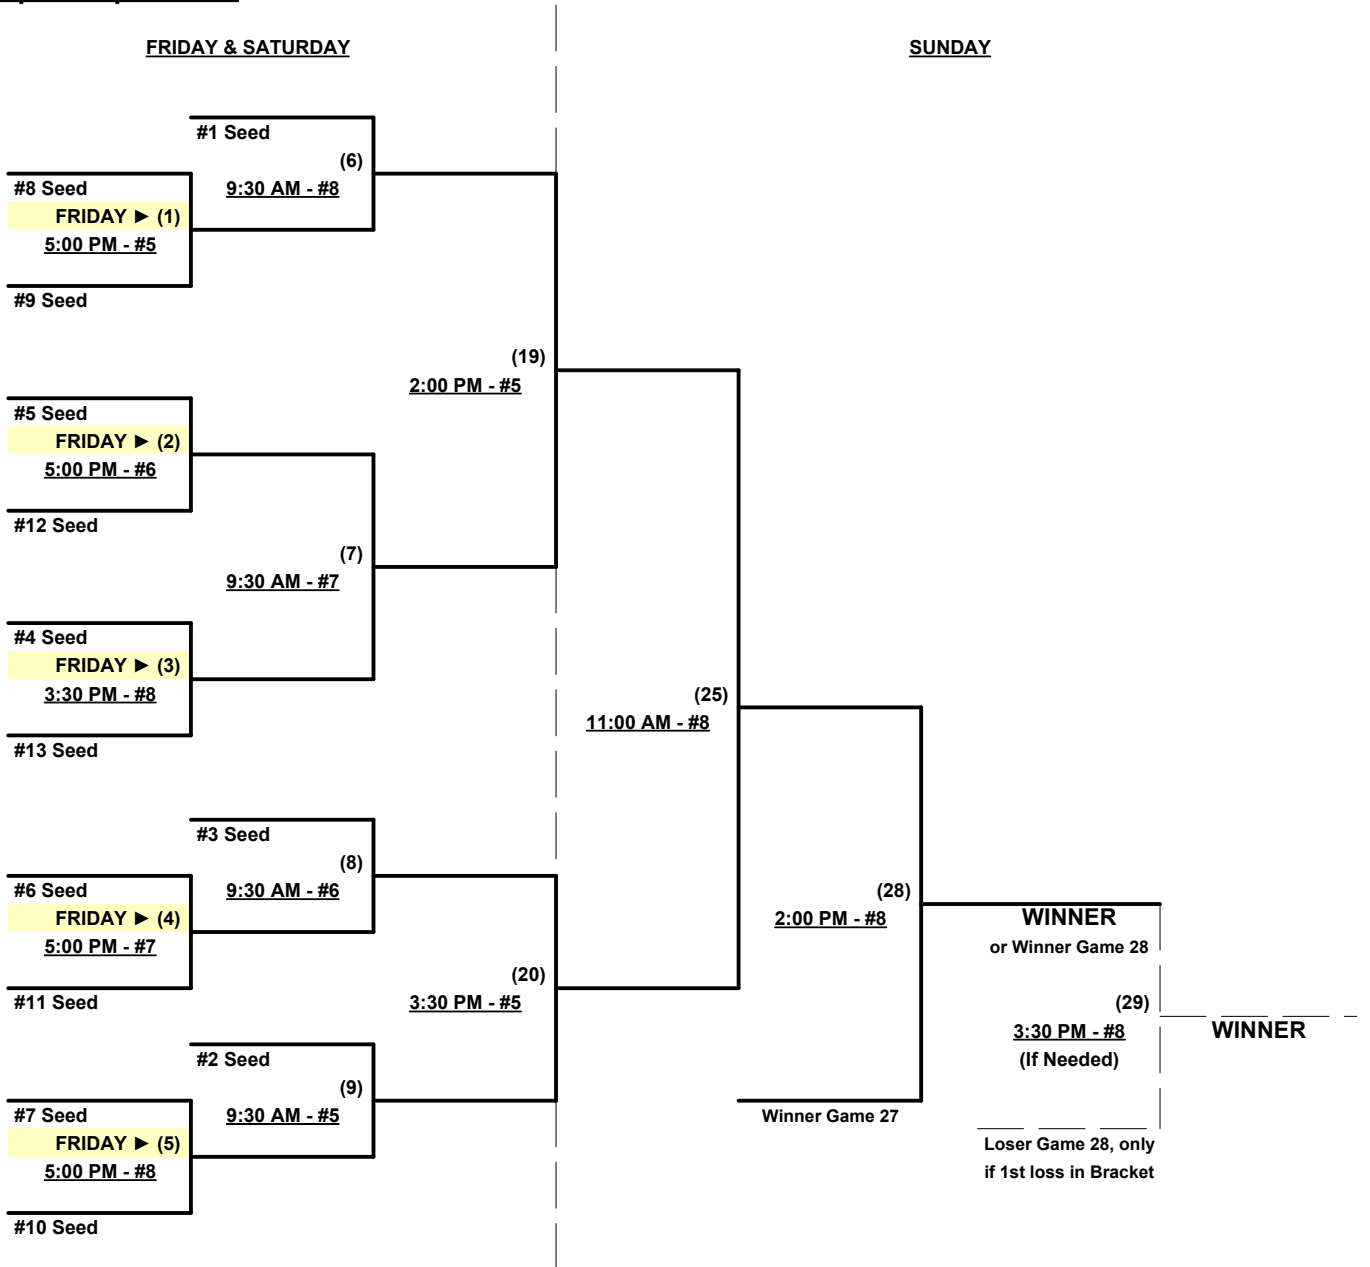 FRIDAY & SATURDAY
SUNDAY
#1 Seed
(6)
9:30 AM - #8
#8 Seed
FRIDAY ► (1)
5:00 PM - #5
#9 Seed
(19)
2:00 PM - #5
#5 Seed
FRIDAY ► (2)
5:00 PM - #6
#12 Seed
(7)
9:30 AM - #7
#4 Seed
FRIDAY ► (3)
3:30 PM - #8
#13 Seed
(25)
11:00 AM - #8
#3 Seed
(8)
9:30 AM - #6
#6 Seed
FRIDAY ► (4)
5:00 PM - #7
#11 Seed
(20)
3:30 PM - #5
#2 Seed
(9)
9:30 AM - #5
#7 Seed
FRIDAY ► (5)
5:00 PM - #8
#10 Seed
(28)
2:00 PM - #8
Winner Game 27
WINNER
or Winner Game 28
(29)
3:30 PM - #8
(If Needed)
WINNER
Loser Game 28, only
if 1st loss in Bracket